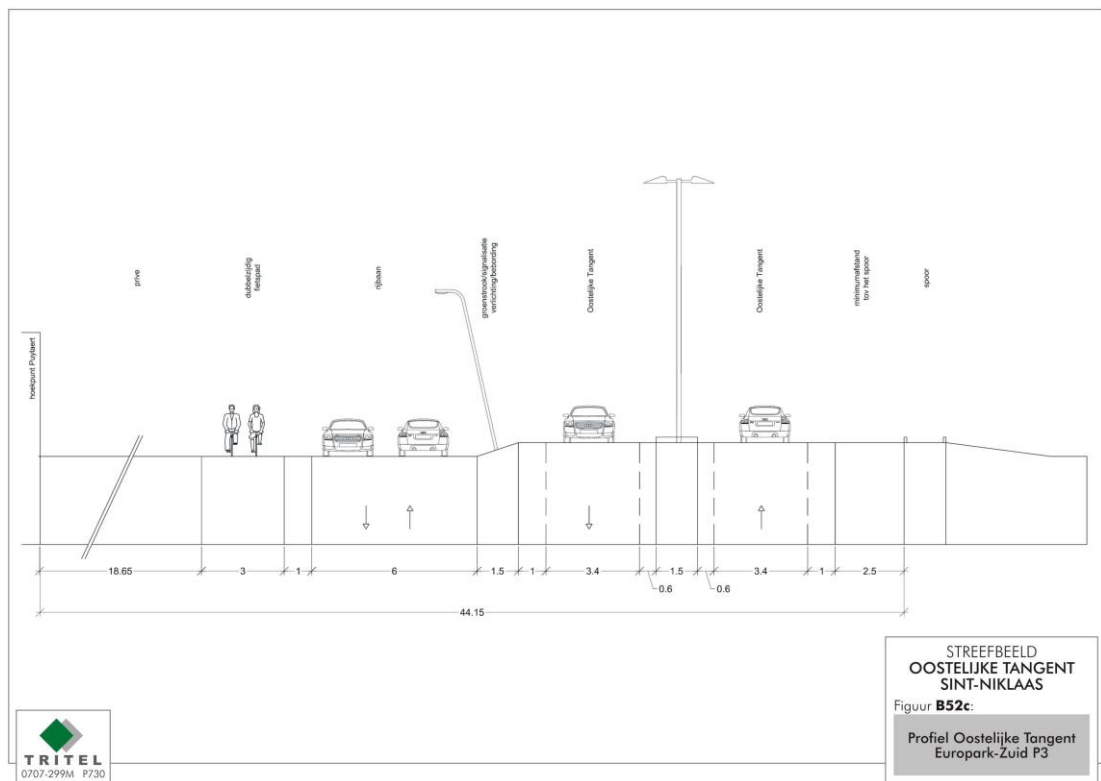 hoekpunt Puylaert
prive
dubbelzijdig
fietspad
rijbaan
groenstrook/signalisatie
verlichting/bebording
Oostelijke Tangent
Oostelijke Tangent
minimumafstand
tov het spoor
spoor
18.65
3
1
6
1.5
1
3.4
0.6
1.5
0.6
3.4
1
2.5
44.15
STREEFBEELD
OOSTELIJKE TANGENT
SINT-NIKLAAS
Figuur B52c:
Profiel Oostelijke Tangent
Europark-Zuid P3
TRITEL
0707-299M P730